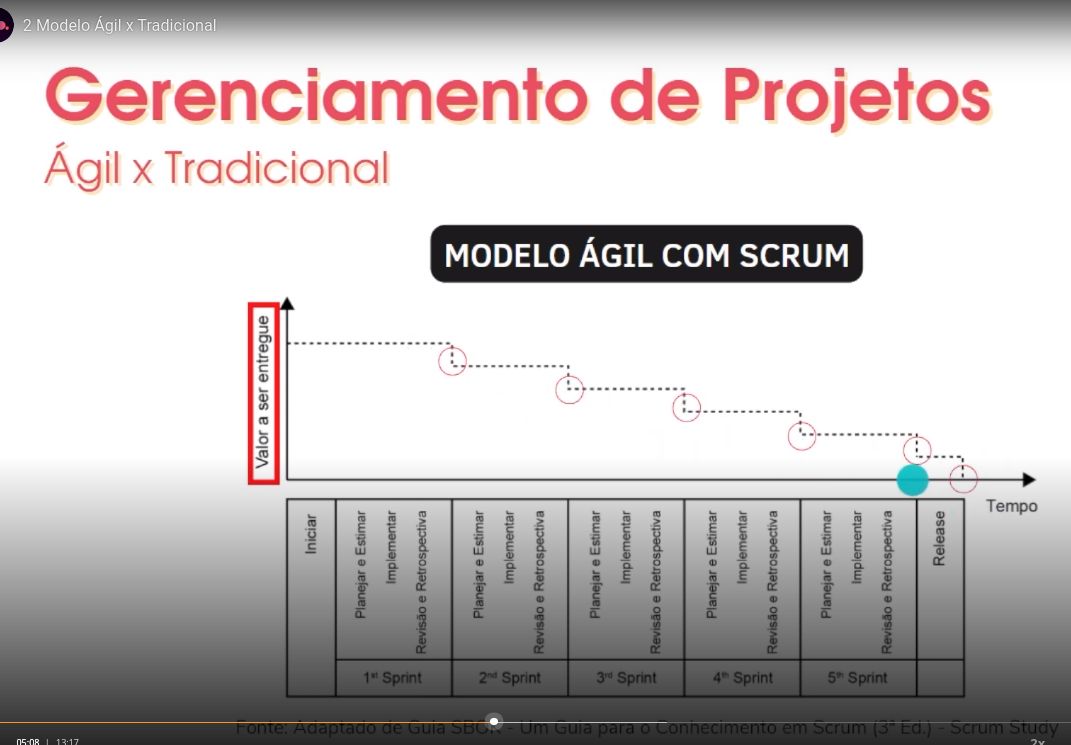 2 Modelo Ágil x Tradicional
Gerenciamento de Projetos
Ágil x Tradicional
MODELO ÁGIL COM SCRUM
Valor a ser entregue
Tempo
Iniciar
Planejar e Estimar
Implementar
Revisão e Retrospectiva
Planejar e Estimar
Implementar
Revisão e Retrospectiva
Planejar e Estimar
Implementar
Revisão e Retrospectiva
Planejar e Estimar
Implementar
Revisão e Retrospectiva
Planejar e Estimar
Implementar
Revisão e Retrospectiva
Release
1st Sprint
2nd Sprint
3rd Sprint
4th Sprint
5th Sprint
Fonte: Adaptado de Guia SBOK - Um Guia para o Conhecimento em Scrum (3ª Ed.) - Scrum Study
05:08 | 13:17
2x